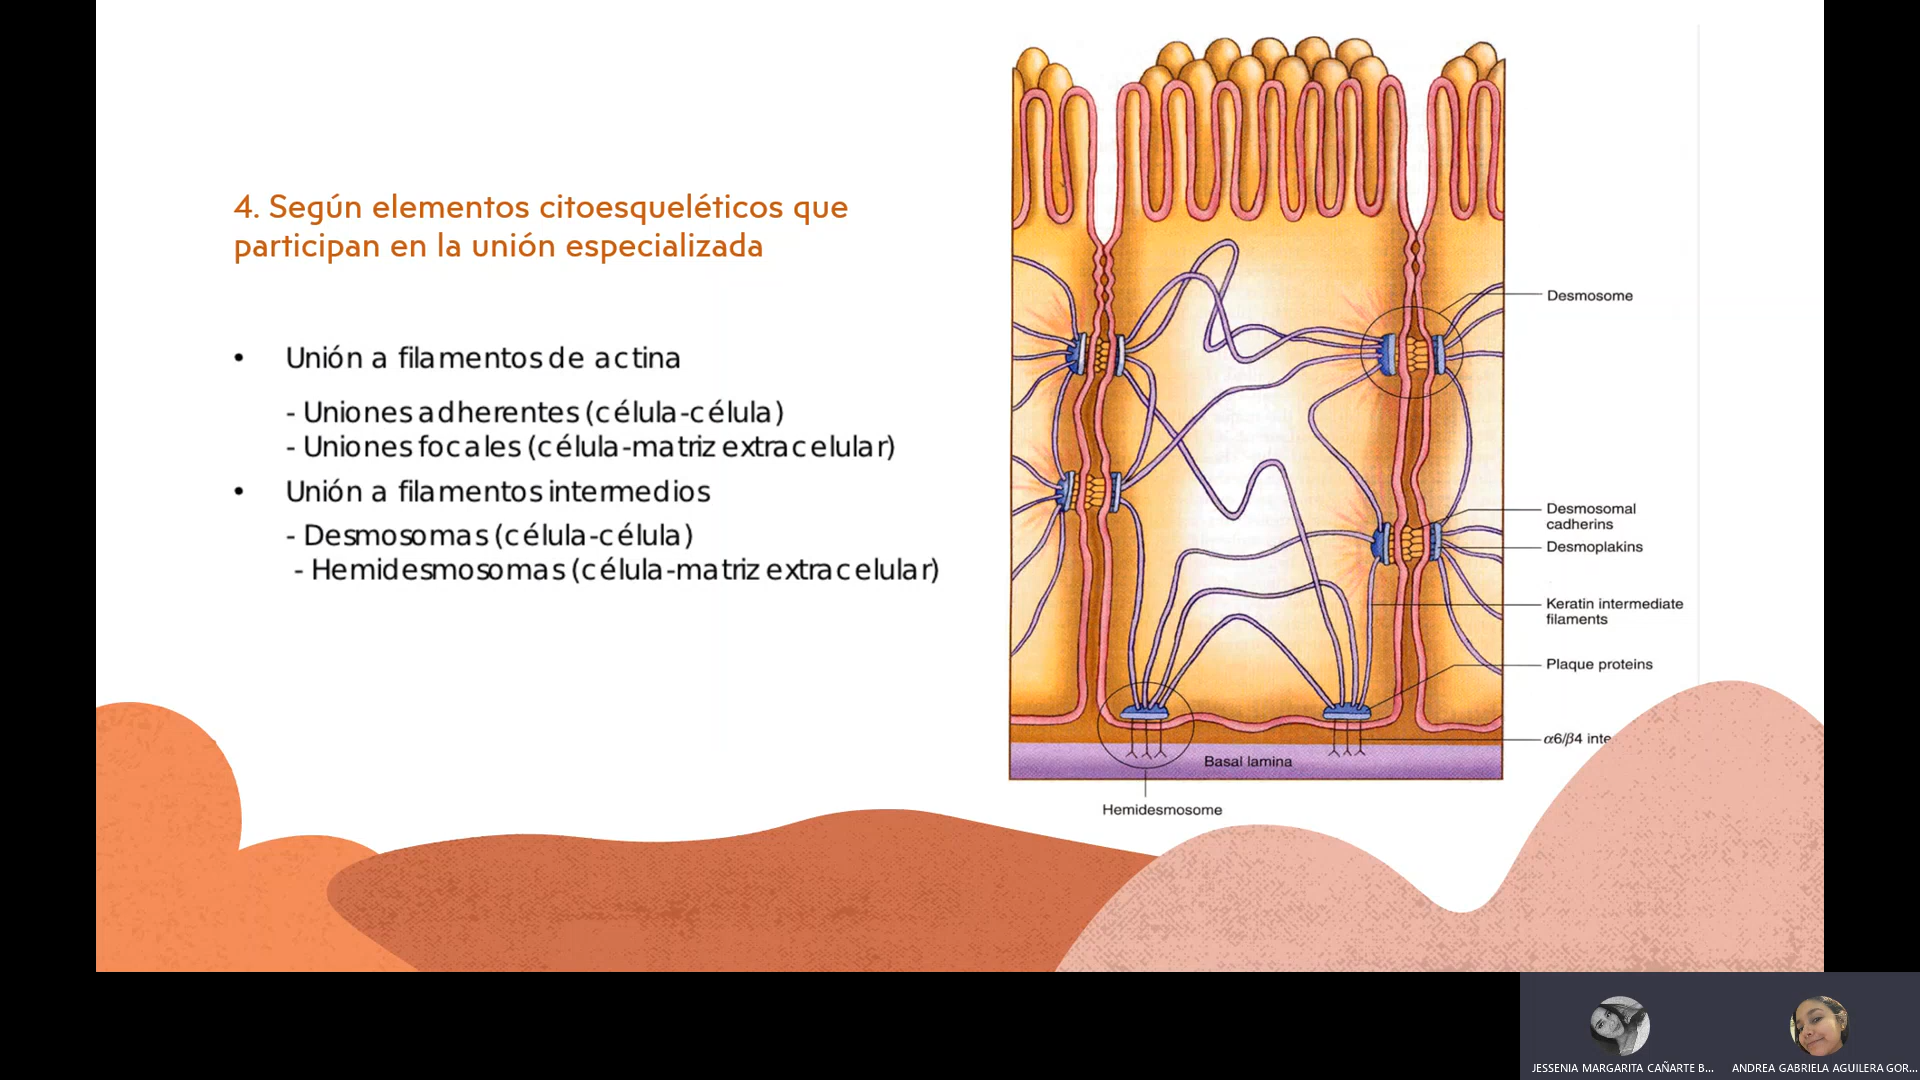 4. Según elementos citoesqueléticos que
participan en la unión especializada
• Unión a filamentos de actina
- Uniones adherentes (célula-célula)
- Uniones focales (célula-matriz extracelular)
• Unión a filamentos intermedios
- Desmosomas (célula-célula)
- Hemidesmosomas (célula-matriz extracelular)
Desmosome
Desmosomal
cadherins
Desmoplakins
Keratin intermediate
filaments
Plaque proteins
α6/β4 inte
Basal lamina
Hemidesmosome
JESSENIA MARGARITA CAÑARTE B...
ANDREA GABRIELA AGUILERA GOR...